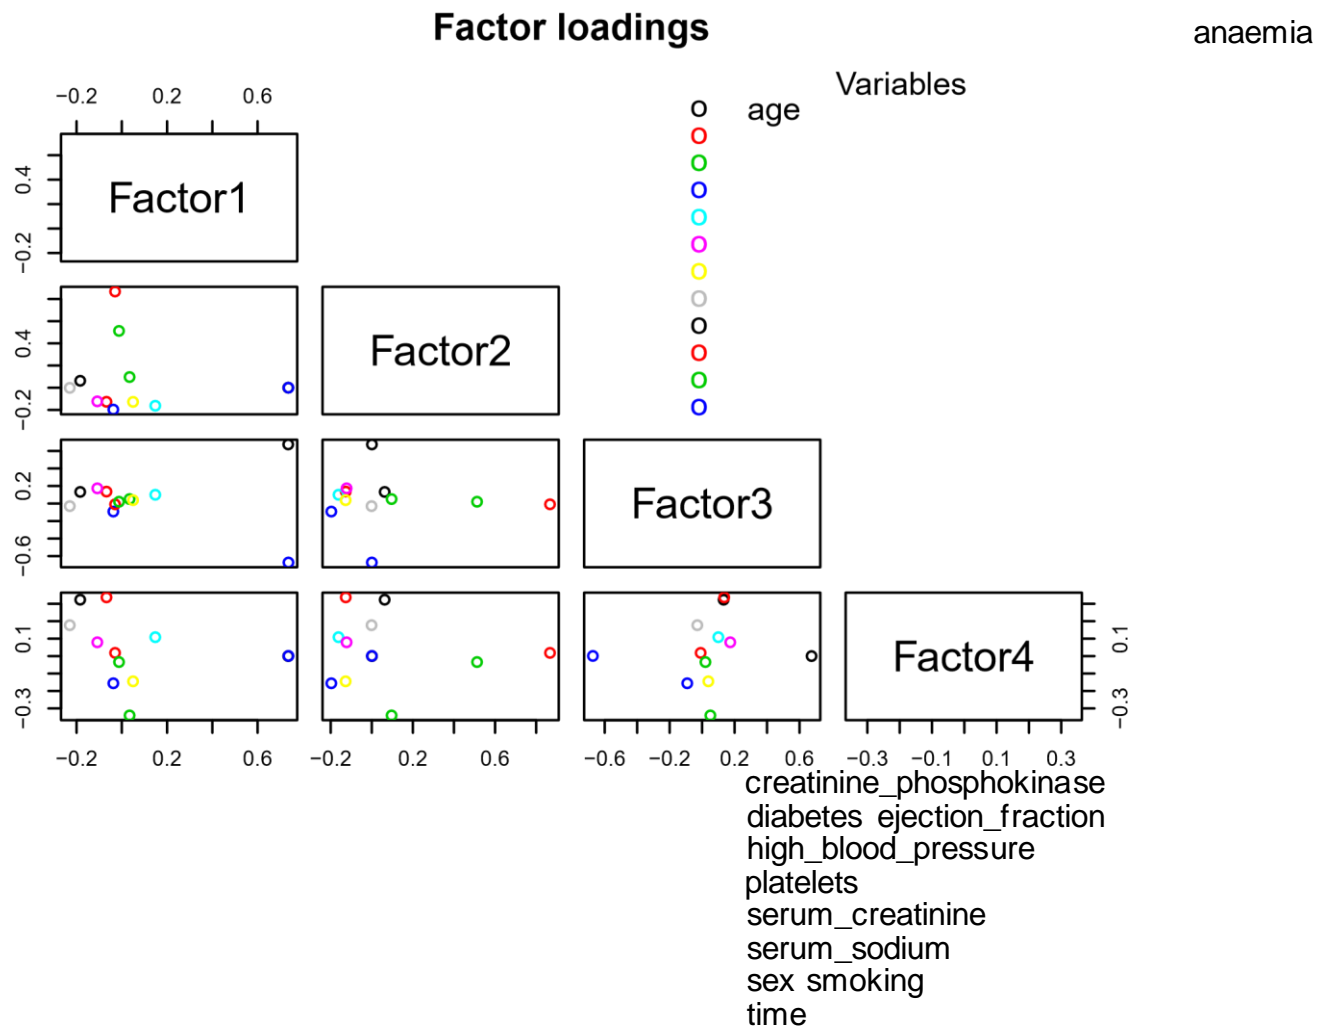 Factor loadings
anaemia
Variables
−0.2 0.2 0.6
age
Factor1
−0.2 0.4
Factor2
−0.2 0.4
Factor3
−0.6 0.2
Factor4
−0.3 0.1
−0.3 0.1
−0.2 0.2 0.6
−0.2 0.2 0.6
−0.6 −0.2 0.2 0.6
−0.3 −0.1 0.1 0.3
creatinine_phosphokinase
diabetes ejection_fraction
high_blood_pressure
platelets
serum_creatinine
serum_sodium
sex smoking
time